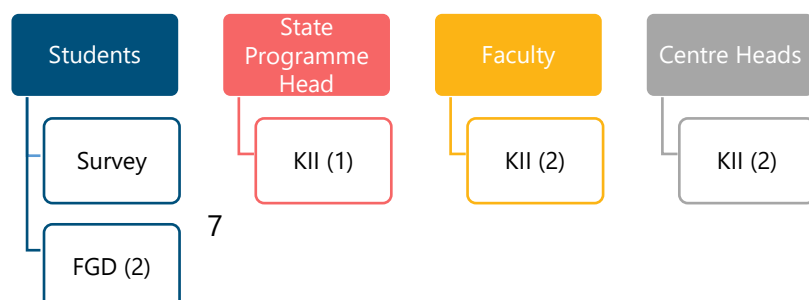 Students
State
Programme
Head
Faculty
Centre Heads
Survey
KII (1)
KII (2)
KII (2)
FGD (2)
7